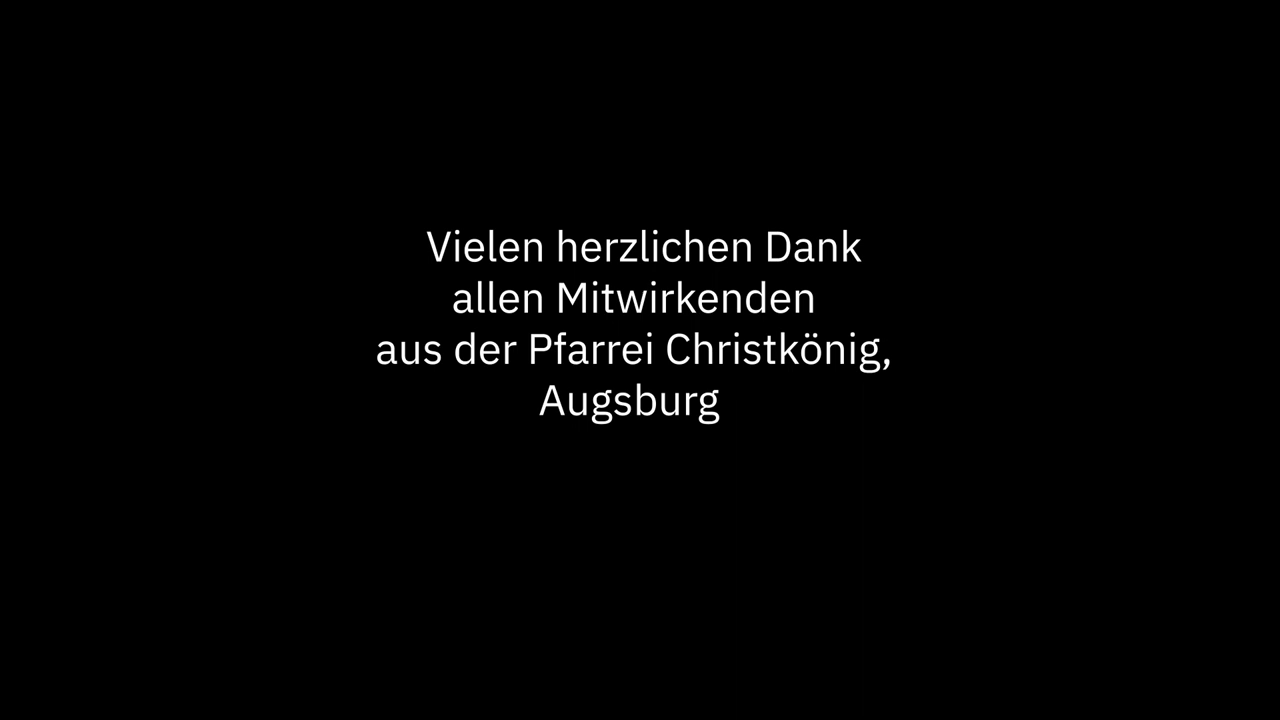 Vielen herzlichen Dank
allen Mitwirkenden
aus der Pfarrei Christkönig,
Augsburg